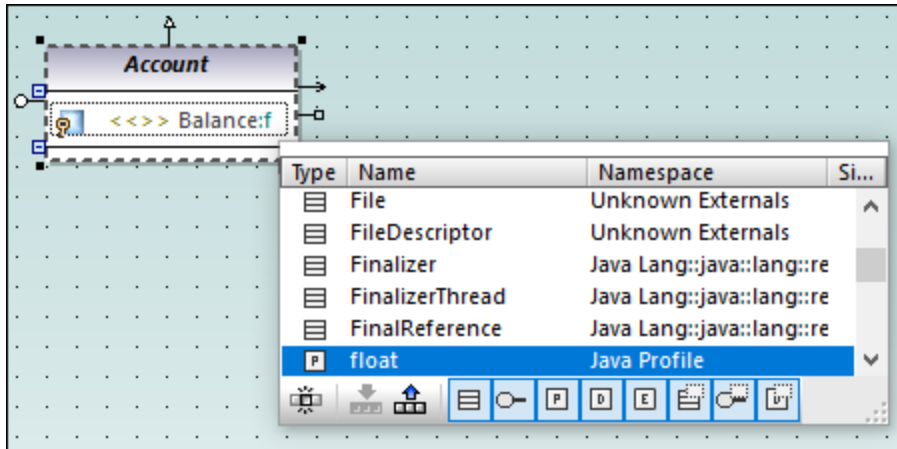 Account
<<>> Balance:f
Type Name Namespace Si...
File Unknown Externals
FileDescriptor Unknown Externals
Finalizer Java Lang::java::lang::re
FinalizerThread Java Lang::java::lang::re
FinalReference Java Lang::java::lang::re
P float Java Profile
P D E